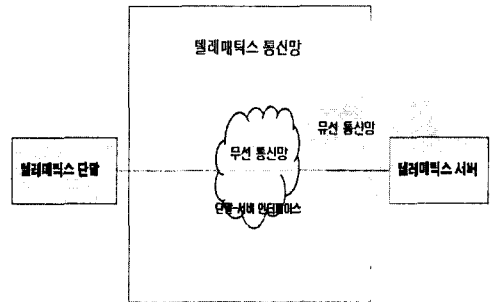 텔레매틱스 통신망
유선 통신망
무선 통신망
텔레매틱스 단말
텔레매틱스 서버
단말-서버 인터페이스